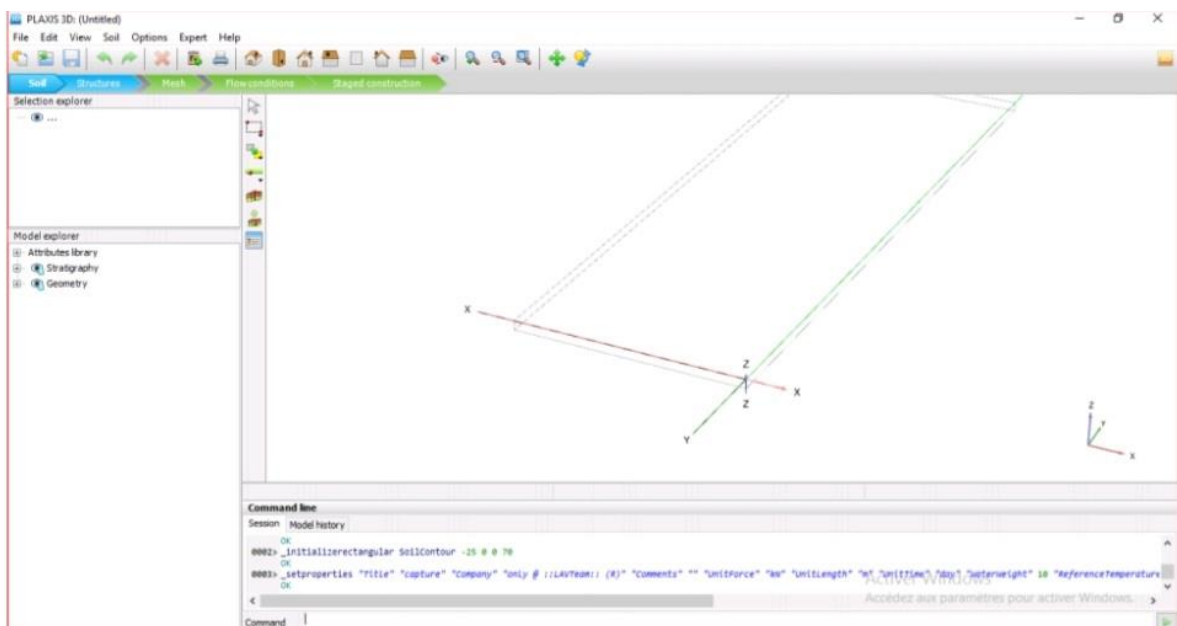 PLAXIS 3D: (Untitled)
File Edit View Soil Options Expert Help
Soil Structures Mesh Flow conditions Staged construction
Selection explorer
...
Model explorer
Attributes library
Stratigraphy
Geometry
X
Z
X
Z
Y
Z
Y
X
Command line
Session Model history
OK
0002> _initializerectangular SoilContour -25 0 0 70
OK
0003> _setproperties "Title" "capture" "Company" "only @ ::LAVTeam:: (R)" "Comments" "" "UnitForce" "kN" "UnitLength" "m" "UnitTime" "day" "WaterWeight" 10 "ReferenceTemperature
OK
Activer Windows
Accédez aux paramètres pour activer Windows.
Command